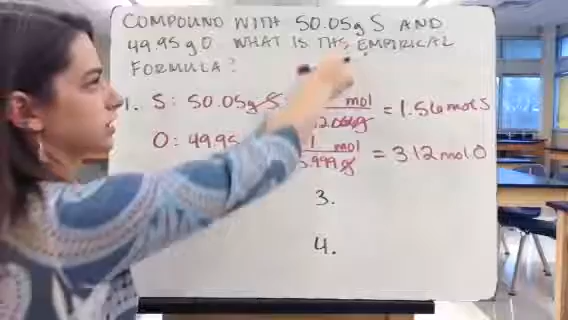 COMPOUND WITH 50.05g S AND
49.95 g O WHAT IS THE EMPIRICAL
FORMULA?
1. S: 50.05g S mol = 1.56 mol S
O: 49.95 1 mol = 3.12 mol O
3.
4.